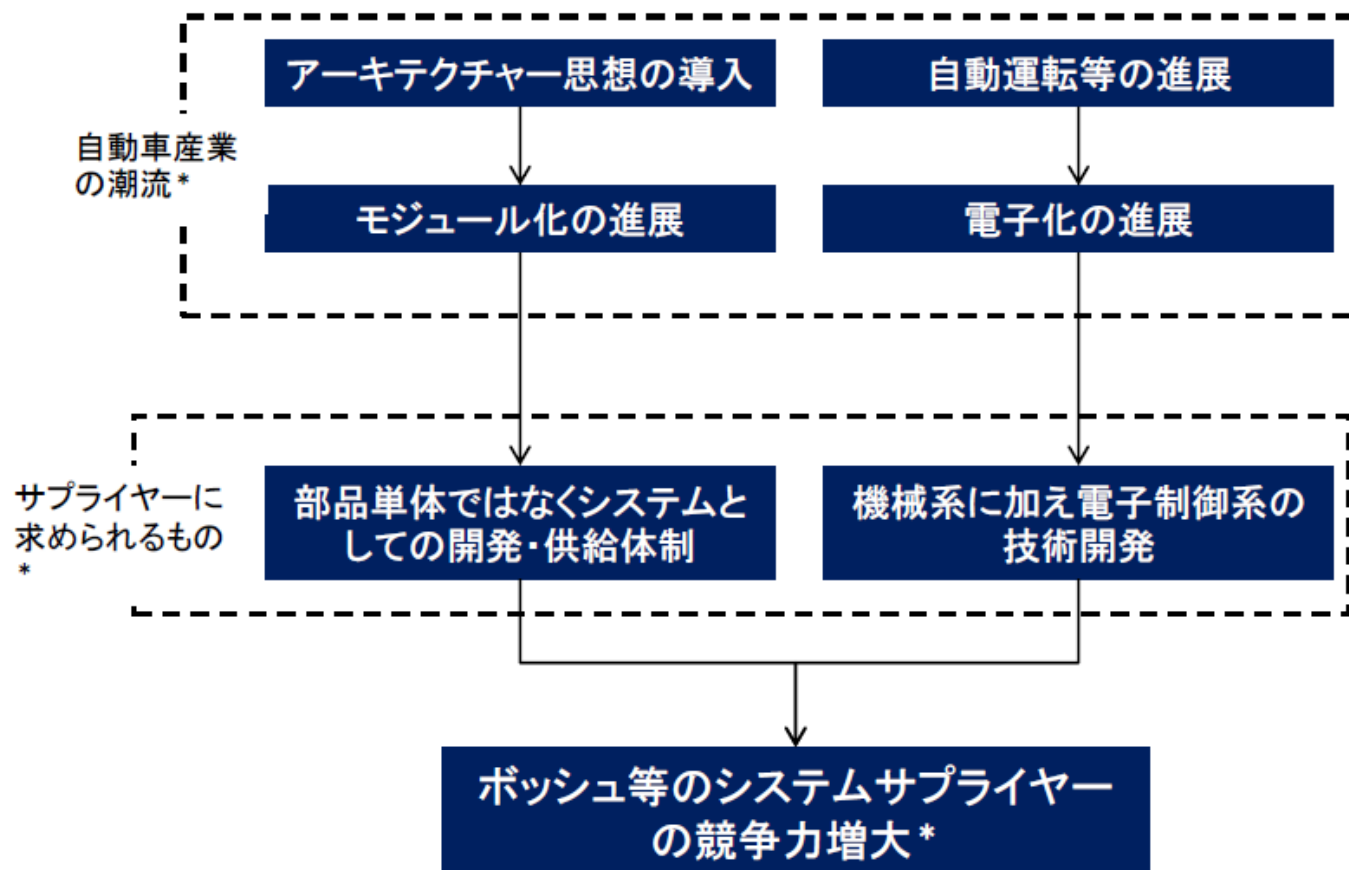 アーキテクチャー思想の導入
自動運転等の進展
自動車産業
の潮流*
モジュール化の進展
電子化の進展
サプライヤーに
求められるもの
*
部品単体ではなくシステムと
しての開発・供給体制
機械系に加え電子制御系の
技術開発
ボッシュ等のシステムサプライヤー
の競争力増大*